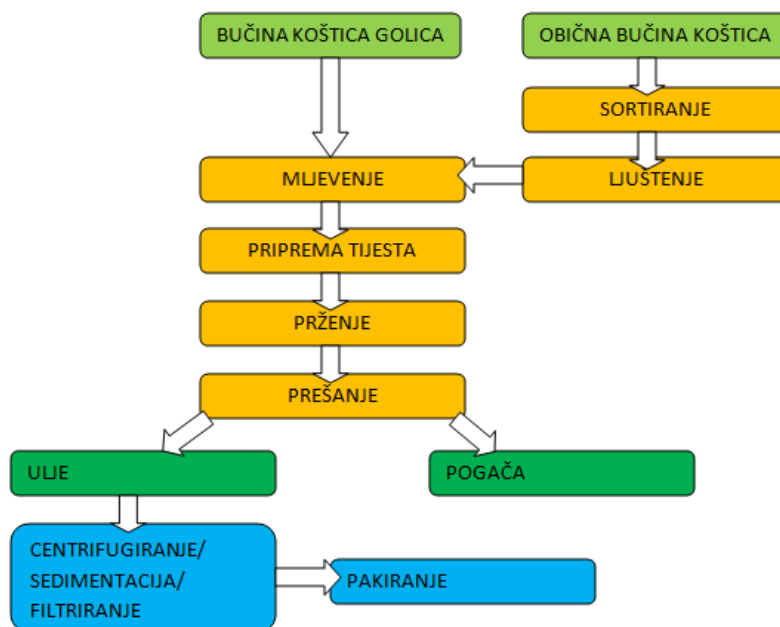 BUČINA KOŠTICA GOLICA
OBIČNA BUČINA KOŠTICA
SORTIRANJE
MLJEVENJE
LJUŠTENJE
PRIPREMA TIJESTA
PRŽENJE
PREŠANJE
ULJE
POGAČA
CENTRIFUGIRANJE/
SEDIMENTACIJA/
FILTRIRANJE
PAKIRANJE